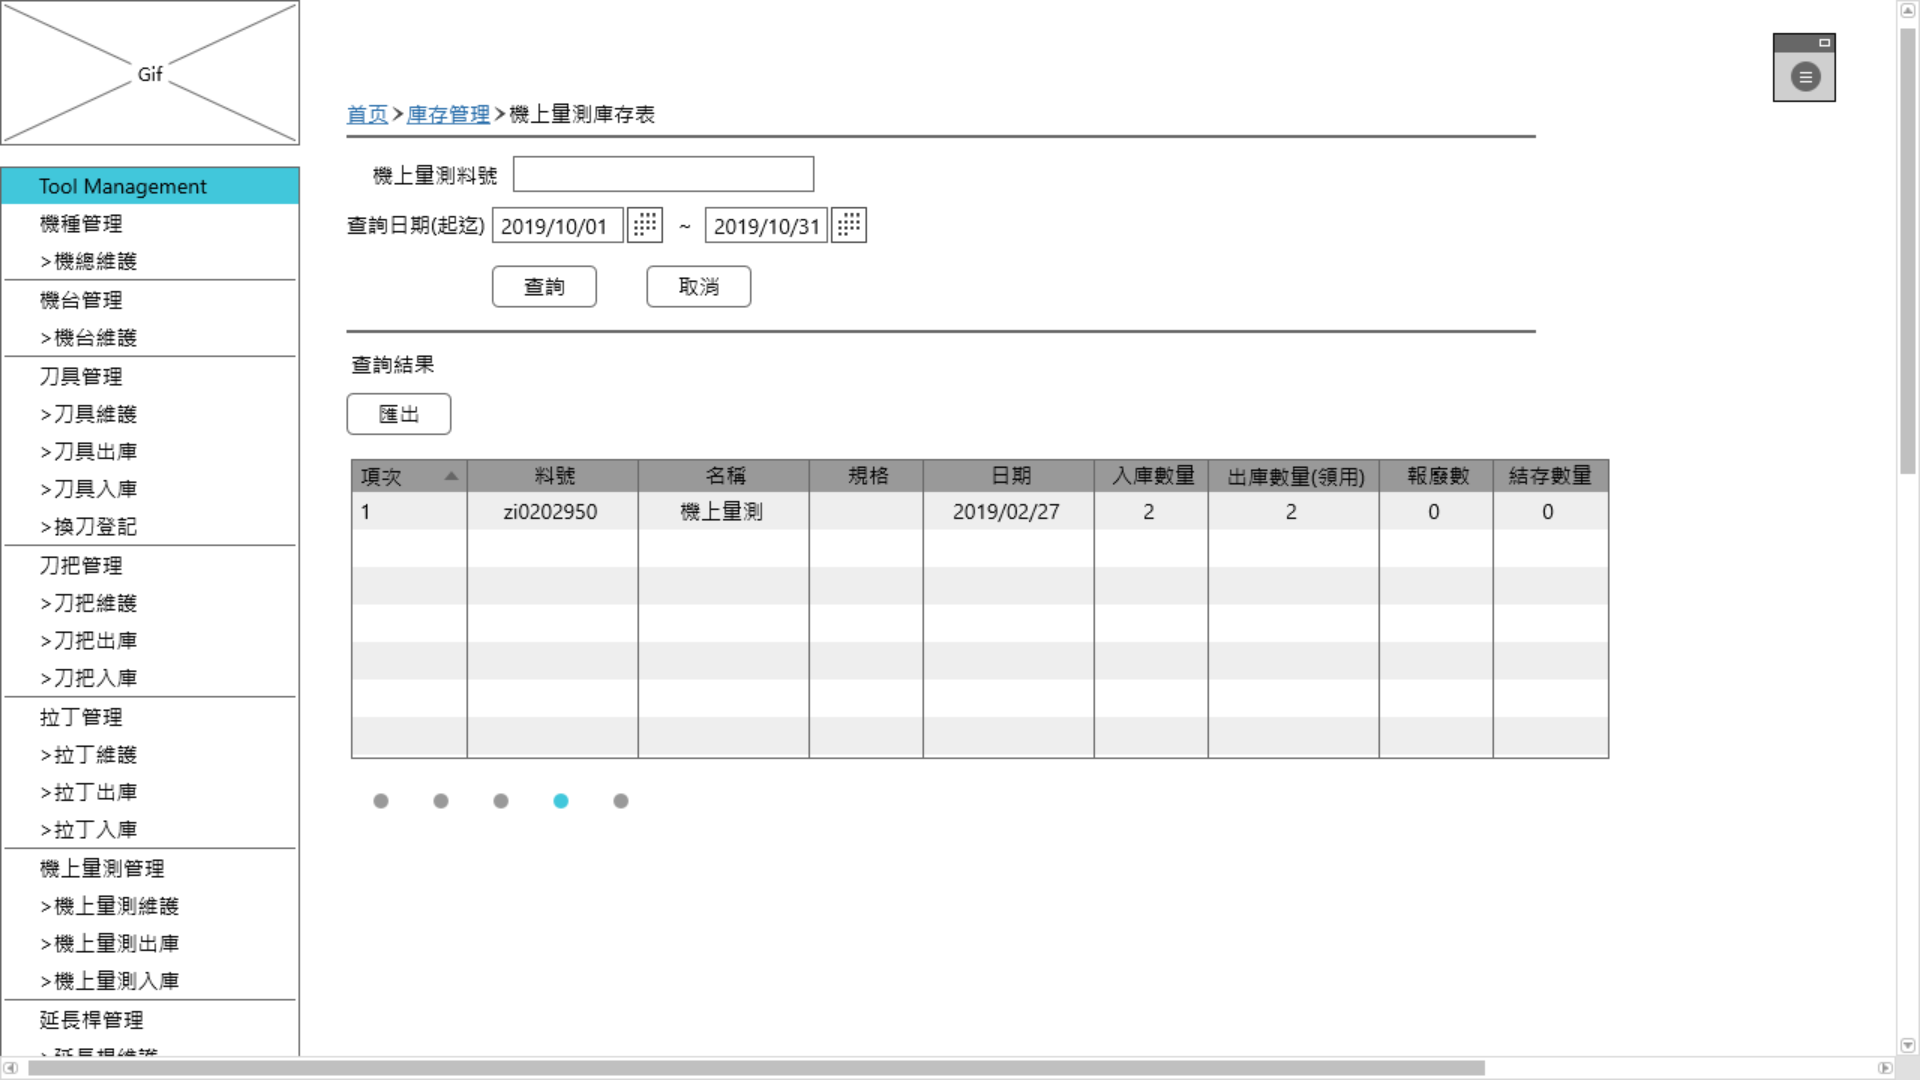 Gif
Tool Management
機種管理
>機總維護
機台管理
>機台維護
刀具管理
>刀具維護
>刀具出庫
>刀具入庫
>換刀登記
刀把管理
>刀把維護
>刀把出庫
>刀把入庫
拉丁管理
>拉丁維護
>拉丁出庫
>拉丁入庫
機上量測管理
>機上量測維護
>機上量測出庫
>機上量測入庫
延長桿管理
>延長桿維護
首页>庫存管理>機上量測庫存表
機上量測料號
查詢日期(起迄) 2019/10/01 ~ 2019/10/31
查詢 取消
查詢結果
匯出
項次 料號 名稱 規格 日期 入庫數量 出庫數量(領用) 報廢數 結存數量
1 zi0202950 機上量測 2019/02/27 2 2 0 0